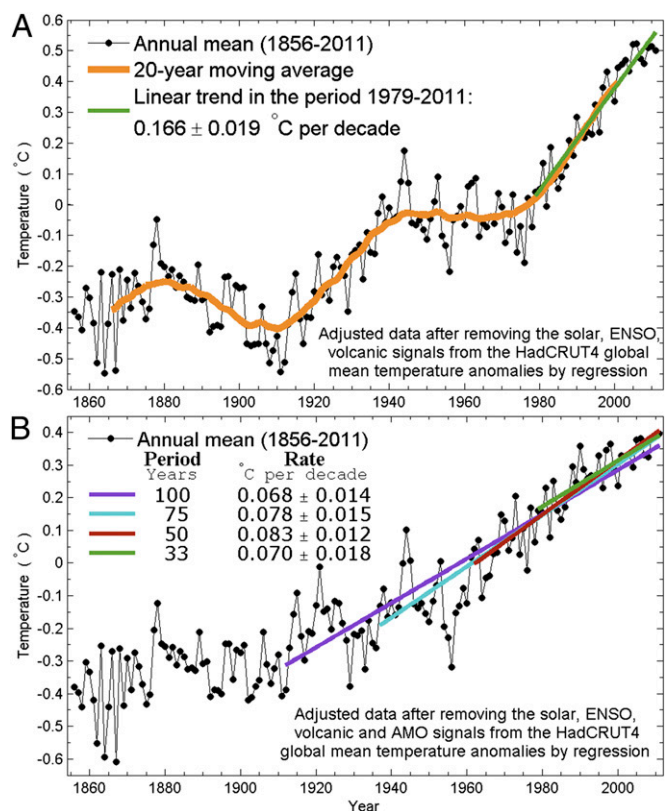 A
Annual mean (1856-2011)
20-year moving average
Linear trend in the period 1979-2011:
0.166 ± 0.019 °C per decade
Temperature (°C)
0.6
0.5
0.4
0.3
0.2
0.1
0
-0.1
-0.2
-0.3
-0.4
-0.5
-0.6
Adjusted data after removing the solar, ENSO,
volcanic signals from the HadCRUT4 global
mean temperature anomalies by regression
1860 1880 1900 1920 1940 1960 1980 2000
B
Annual mean (1856-2011)
Period Rate
Years °C per decade
100 0.068 ± 0.014
75 0.078 ± 0.015
50 0.083 ± 0.012
33 0.070 ± 0.018
Temperature (°C)
0.4
0.3
0.2
0.1
0
-0.1
-0.2
-0.3
-0.4
-0.5
-0.6
Adjusted data after removing the solar, ENSO,
volcanic and AMO signals from the HadCRUT4
global mean temperature anomalies by regression
1860 1880 1900 1920 1940 1960 1980 2000
Year